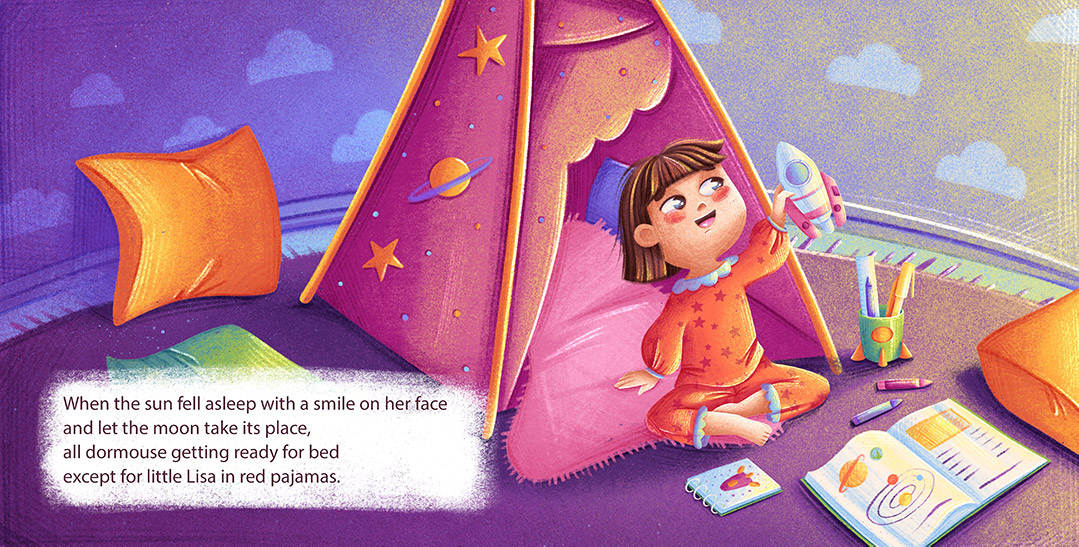 When the sun fell asleep with a smile on her face
and let the moon take its place,
all dormouse getting ready for bed
except for little Lisa in red pajamas.